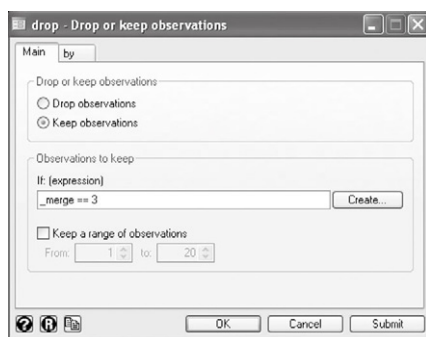 drop - Drop or keep observations
Main by
Drop or keep observations
Drop observations
Keep observations
Observations to keep
If: (expression)
_merge == 3 Create...
Keep a range of observations
From: 1 to: 20
OK Cancel Submit